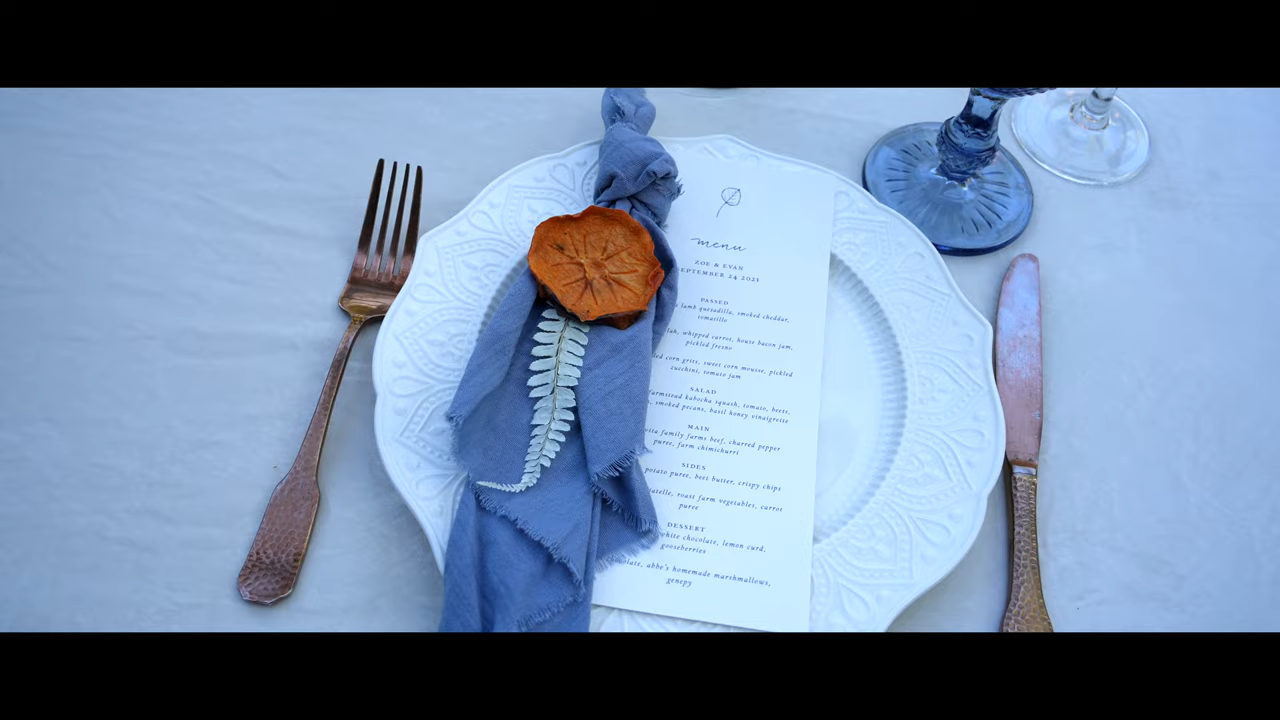 menu
ZOE & EVAN
SEPTEMBER 24 2023
PASSED
lamb quesadilla, smoked cheddar,
tomatillo
whipped carrot, house bacon jam,
pickled fresno
corn grits, sweet corn mousse, pickled
zucchini, tomato jam
SALAD
farmstead kabocha squash, tomato, beets,
smoked pecans, basil honey vinaigrette
MAIN
family farms beef, charred pepper
puree, farm chimichurri
SIDES
potato puree, beet butter, crispy chips
roast farm vegetables, carrot
puree
DESSERT
white chocolate, lemon curd,
gooseberries
abbe's homemade marshmallows,
genepy